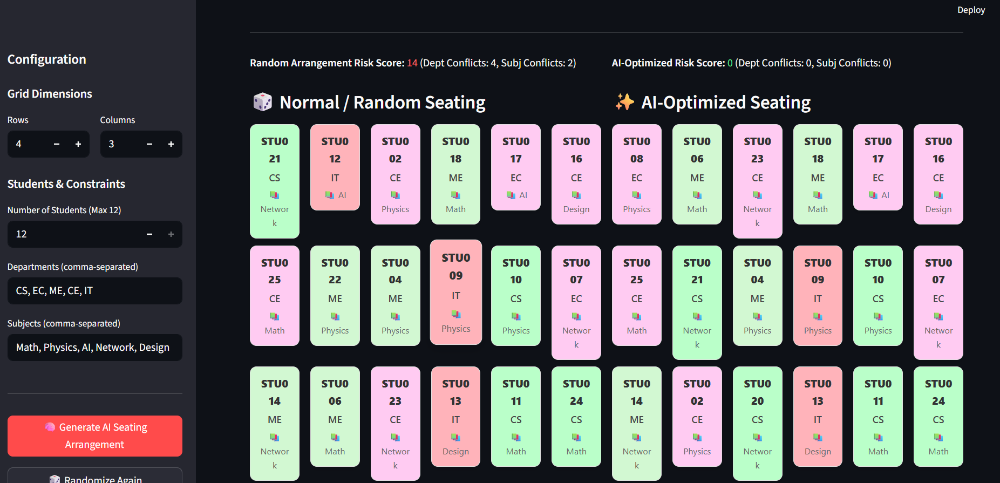 Deploy
Configuration
Grid Dimensions
Rows
Columns
4
3
Students & Constraints
Number of Students (Max 12)
12
Departments (comma-separated)
CS, EC, ME, CE, IT
Subjects (comma-separated)
Math, Physics, AI, Network, Design
Generate AI Seating
Arrangement
Randomize Again
Random Arrangement Risk Score: 14 (Dept Conflicts: 4, Subj Conflicts: 2)
AI-Optimized Risk Score: 0 (Dept Conflicts: 0, Subj Conflicts: 0)
Normal / Random Seating
AI-Optimized Seating
STU0
21
CS
Networ
k
STU0
12
IT
AI
STU0
02
CE
Physics
STU0
18
ME
Math
STU0
17
EC
AI
STU0
16
CE
Design
STU0
08
EC
Physics
STU0
06
ME
Math
STU0
23
CE
Networ
k
STU0
18
ME
Math
STU0
17
EC
AI
STU0
16
CE
Design
STU0
25
CE
Math
STU0
22
ME
Physics
STU0
04
ME
Physics
STU0
09
IT
Physics
STU0
10
CS
Physics
STU0
07
EC
Networ
k
STU0
25
CE
Math
STU0
21
CS
Networ
k
STU0
04
ME
Physics
STU0
09
IT
Physics
STU0
10
CS
Physics
STU0
07
EC
Networ
k
STU0
14
ME
Networ
k
STU0
06
ME
Math
STU0
23
CE
Networ
k
STU0
13
IT
Design
STU0
11
CS
Math
STU0
24
CS
Math
STU0
14
ME
Networ
k
STU0
02
CE
Physics
STU0
20
CS
Networ
k
STU0
13
IT
Design
STU0
11
CS
Math
STU0
24
CS
Math